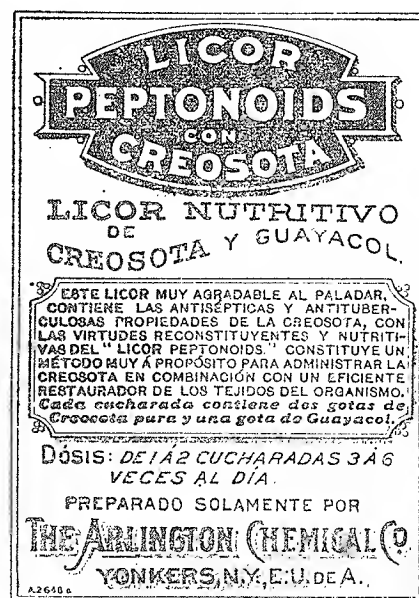 LICOR
PEPTONOIDS
CON
CREOSOTA
LICOR NUTRITIVO
DE
CREOSOTA Y GUAYACOL.
ESTE LICOR MUY AGRADABLE AL PALADAR,
CONTIENE LAS ANTISÉPTICAS Y ANTITUBER-
CULOSAS PROPIEDADES DE LA CREOSOTA, CON
LAS VIRTUDES RECONSTITUYENTES Y NUTRITI-
VAS DEL "LICOR PEPTONOIDS." CONSTITUYE UN
MÉTODO MUY Á PROPÓSITO PARA ADMINISTRAR LA
CREOSOTA EN COMBINACIÓN CON UN EFICIENTE
RESTAURADOR DE LOS TEJIDOS DEL ORGANISMO.
Cada cucharada contiene dos gotas de
Creosota pura y una gota de Guayacol.
DÓSIS: DE 1 Á 2 CUCHARADAS 3 Á 6
VECES AL DÍA.
PREPARADO SOLAMENTE POR
THE ARLINGTON CHEMICAL CO
YONKERS, N.Y., E.U. DE A.
A.2648a